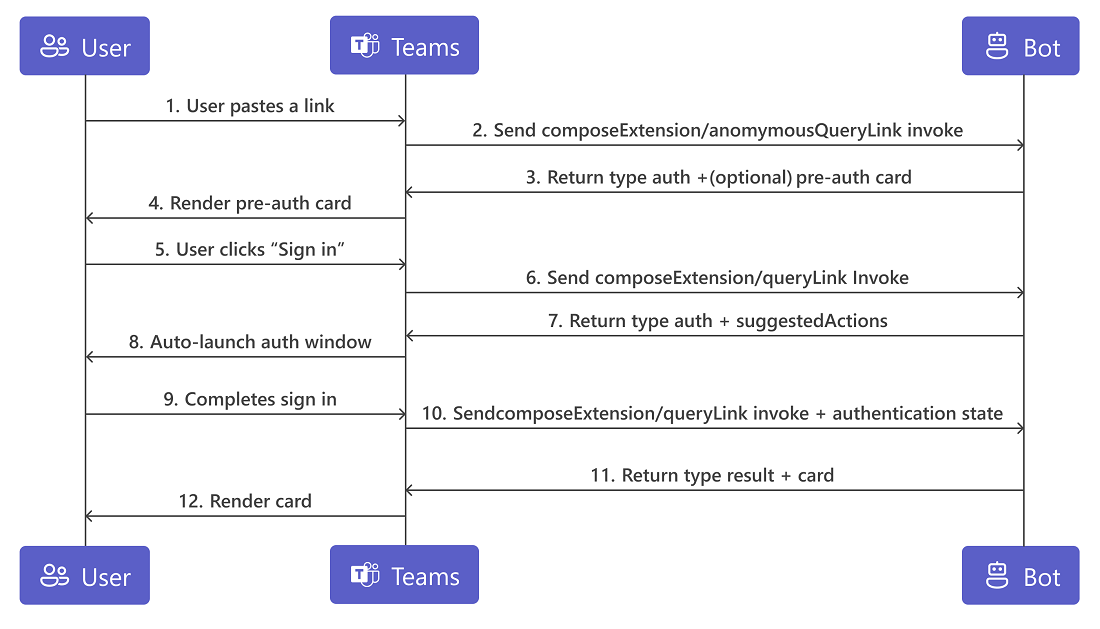 User
Teams
Bot
1. User pastes a link
2. Send composeExtension/anomymousQueryLink invoke
3. Return type auth +(optional) pre-auth card
4. Render pre-auth card
5. User clicks “Sign in”
6. Send composeExtension/queryLink Invoke
7. Return type auth + suggestedActions
8. Auto-launch auth window
9. Completes sign in
10. SendcomposeExtension/queryLink invoke + authentication state
11. Return type result + card
12. Render card
User
Teams
Bot